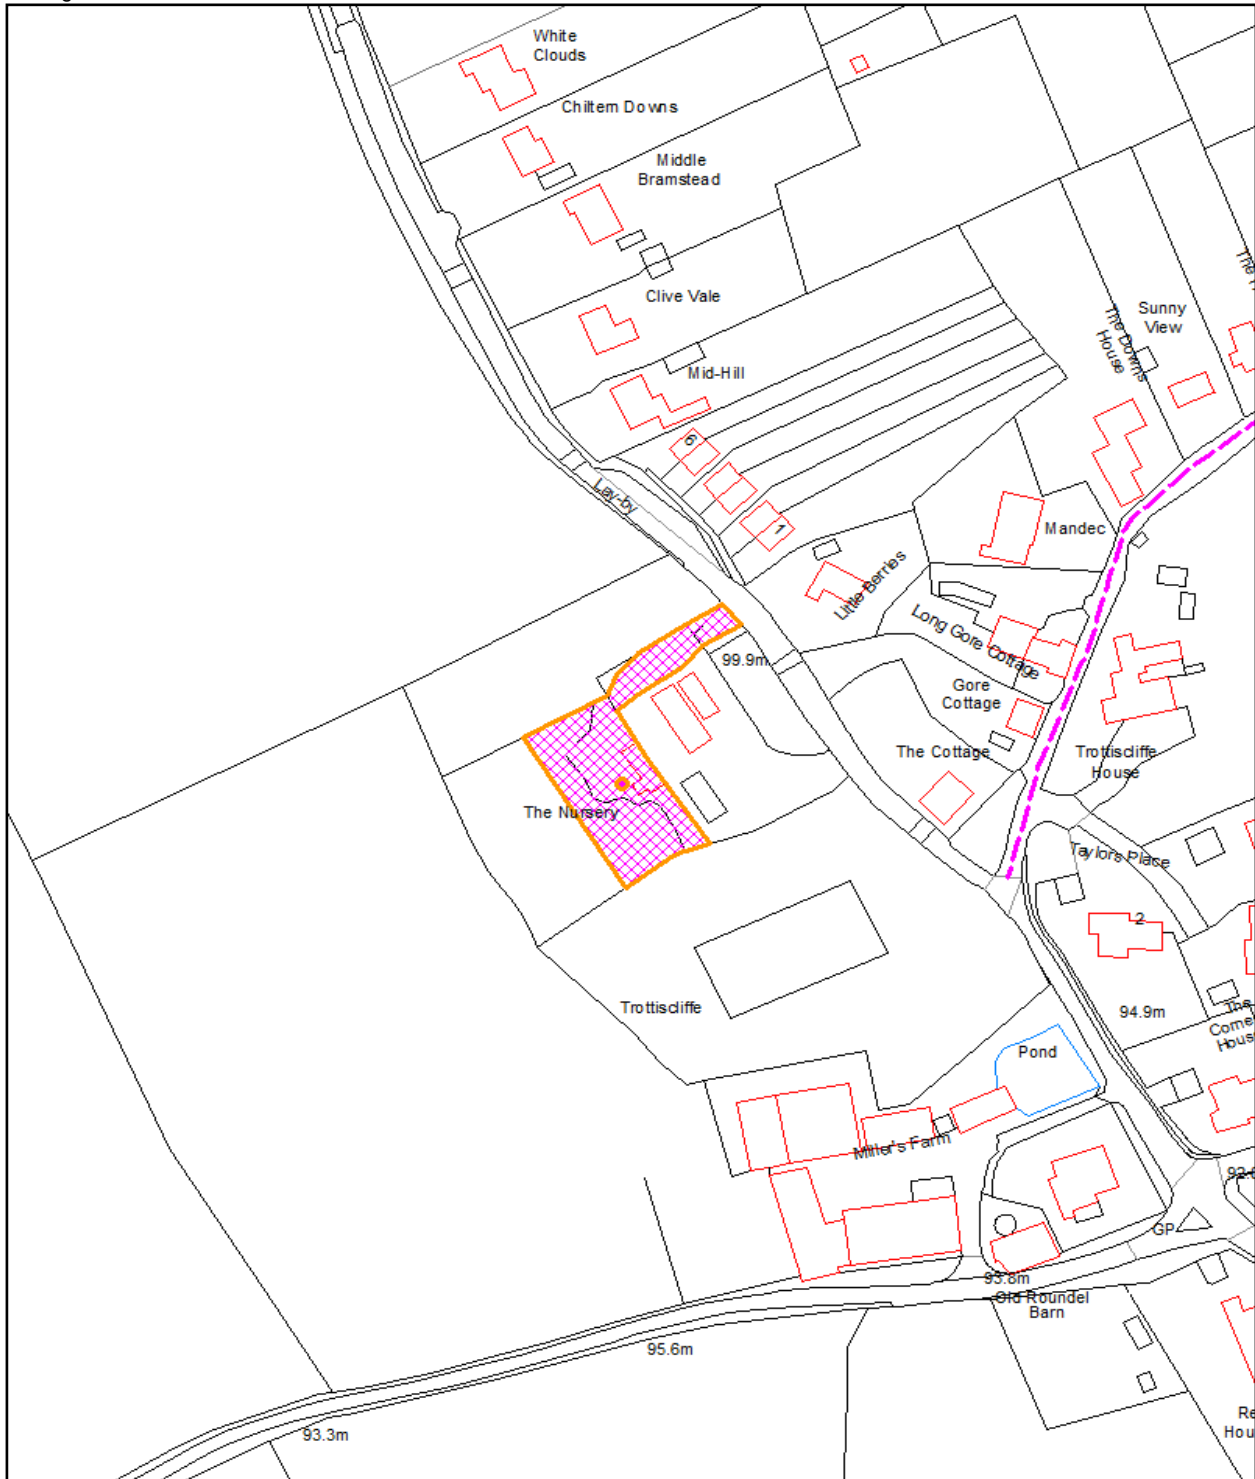 White
Clouds
Chiltern Downs
Middle
Bramstead
Clive Vale
Mid-Hill
6
1
Lay-by
Sunny
View
The Downs
House
Mandec
Little Berries
Long Gore Cottage
99.9m
Gore
Cottage
The Cottage
Trottiscliffe
House
The Nursery
Taylors Place
2
Trottiscliffe
94.9m
The
Pond
Miller's Farm
GP
93.8m
Old Roundel
Barn
95.6m
93.3m